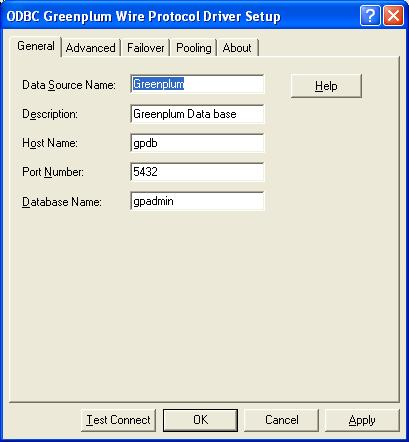 ODBC Greenplum Wire Protocol Driver Setup
General Advanced Failover Pooling About
Data Source Name: Greenplum Help
Description: Greenplum Data base
Host Name: gpdb
Port Number: 5432
Database Name: gpadmin
Test Connect OK Cancel Apply